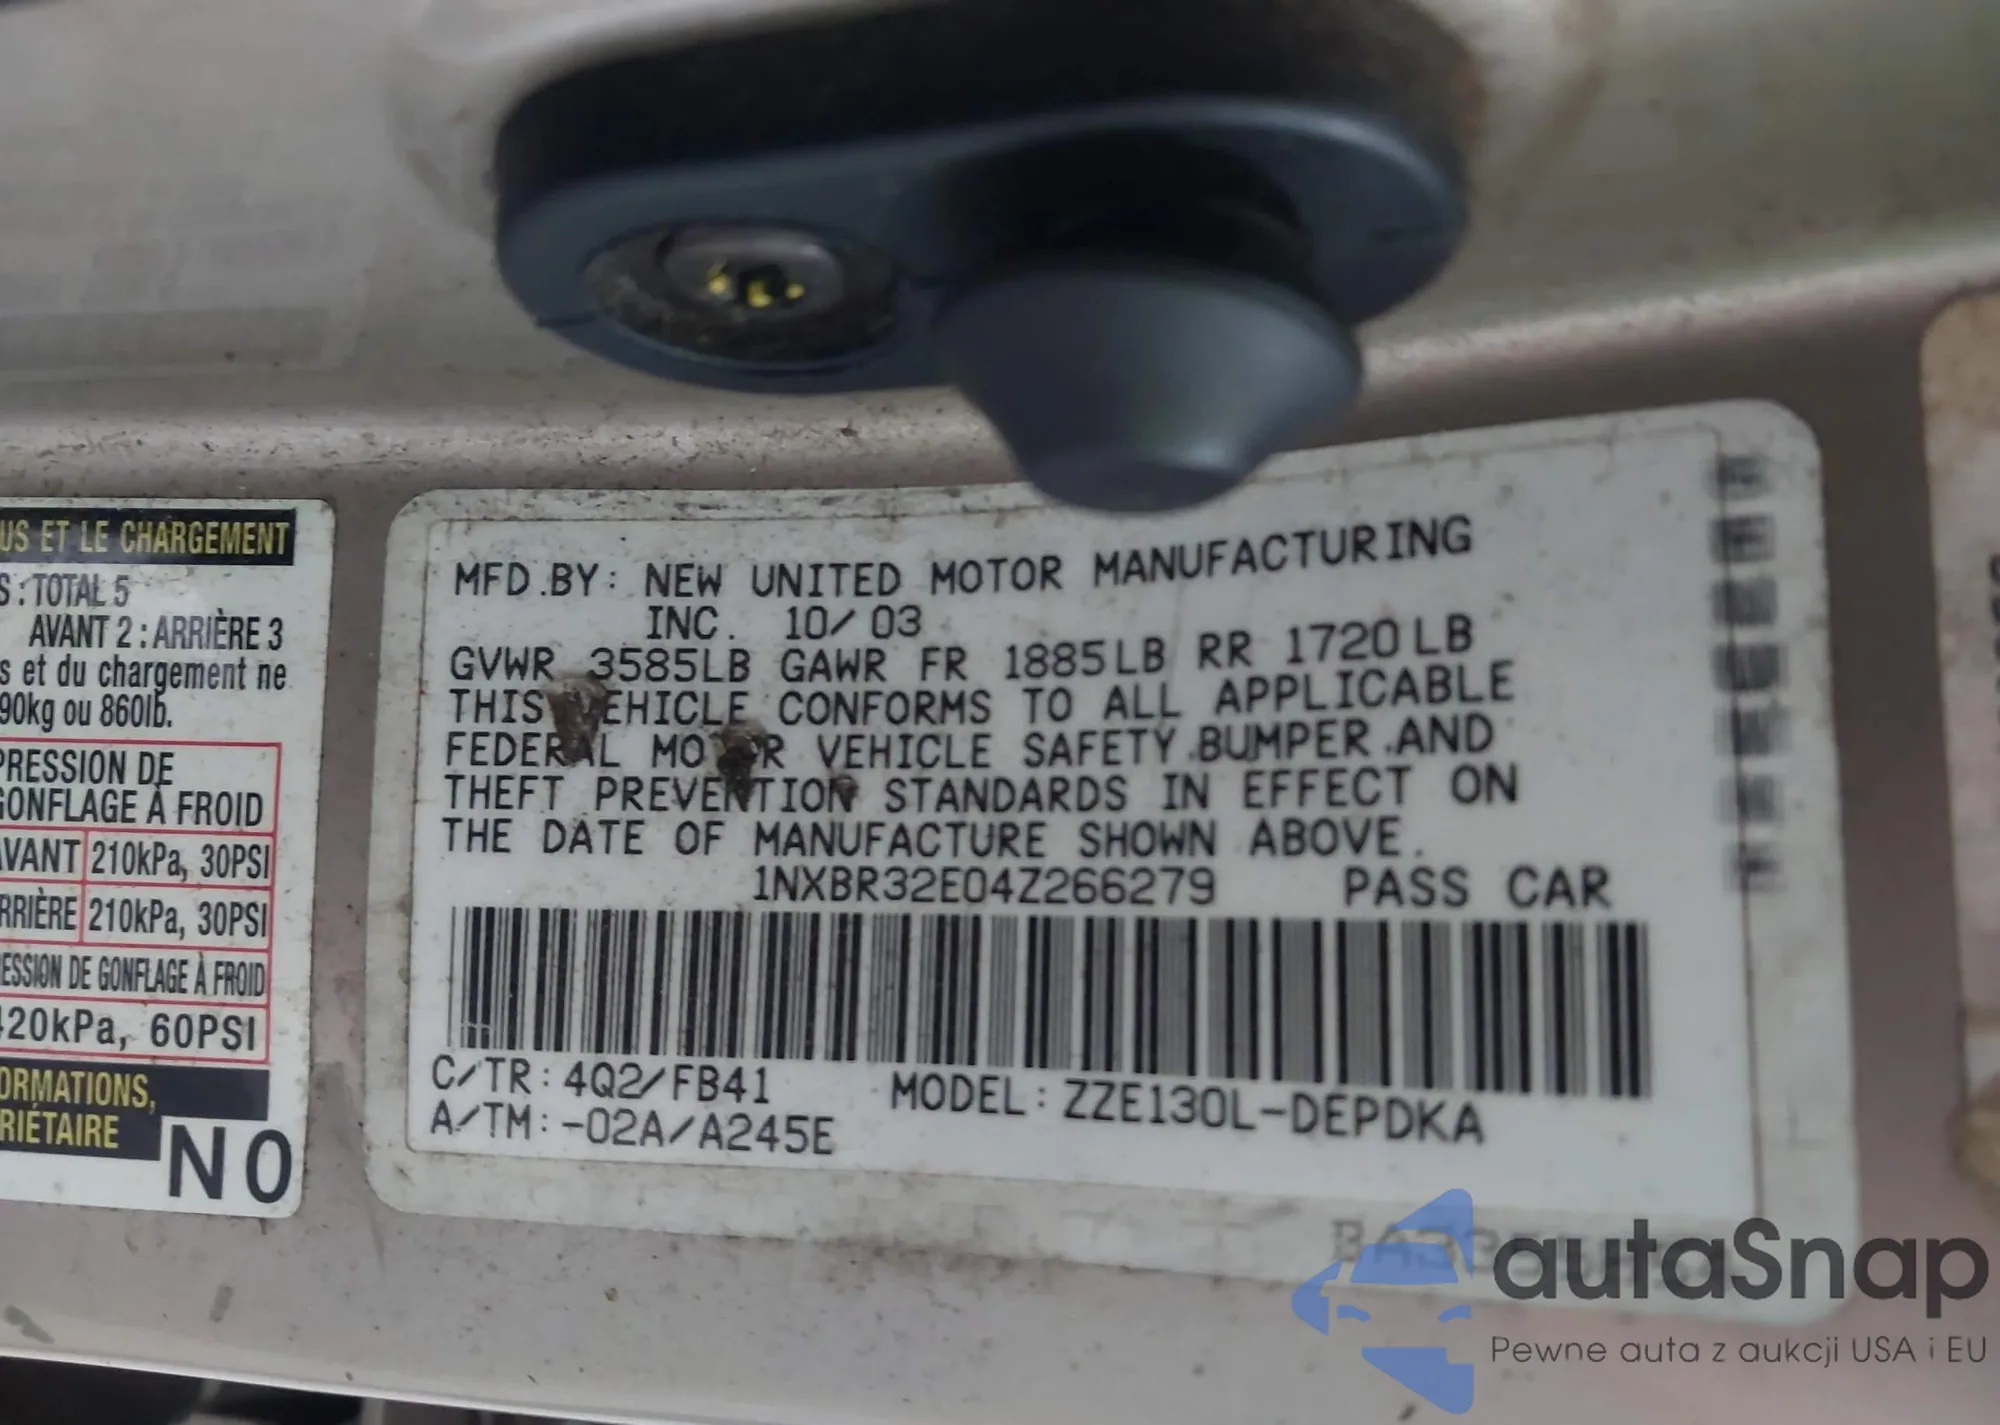 US ET LE CHARGEMENT
S : TOTAL 5
AVANT 2 : ARRIÈRE 3
s et du chargement ne
90kg ou 860lb.
PRESSION DE
GONFLAGE À FROID
AVANT 210kPa, 30PSI
RRIÈRE 210kPa, 30PSI
ESSION DE GONFLAGE À FROID
420kPa, 60PSI
ORMATIONS,
RIÉTAIRE
N0
MFD.BY: NEW UNITED MOTOR MANUFACTURING
INC. 10/03
GVWR 3585LB GAWR FR 1885LB RR 1720LB
THIS VEHICLE CONFORMS TO ALL APPLICABLE
FEDERAL MOTOR VEHICLE SAFETY.BUMPER.AND
THEFT PREVENTION STANDARDS IN EFFECT ON
THE DATE OF MANUFACTURE SHOWN ABOVE.
1NXBR32E04Z266279 PASS CAR
C/TR: 4Q2/FB41 MODEL: ZZE130L-DEPDKA
A/TM: -02A/A245E
autaSnap
Pewne auta z aukcji USA i EU